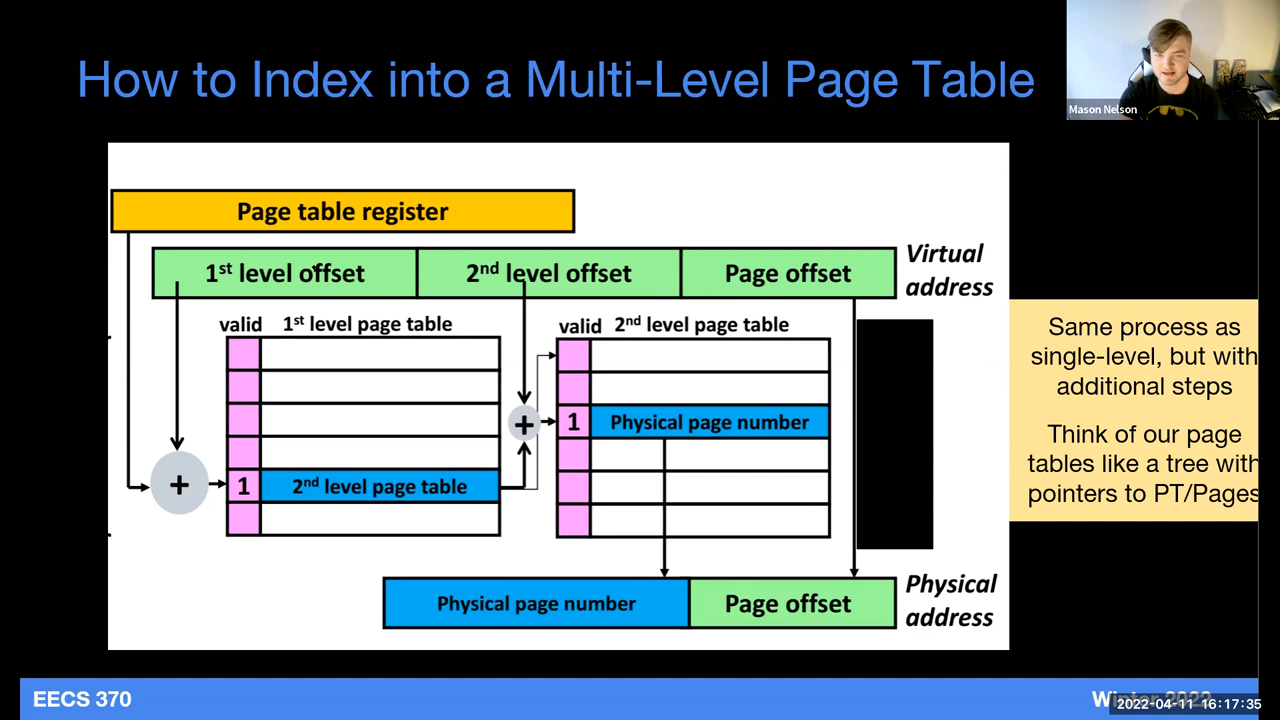 How to Index into a Multi-Level Page Table
Mason Nelson
Page table register
1st level offset
2nd level offset
Page offset
Virtual
address
valid
1st level page table
valid
2nd level page table
1
Physical page number
+
+
1
2nd level page table
Same process as
single-level, but with
additional steps
Think of our page
tables like a tree with
pointers to PT/Pages
Physical page number
Page offset
Physical
address
EECS 370
Winter 2022
2022-04-11 16:17:35